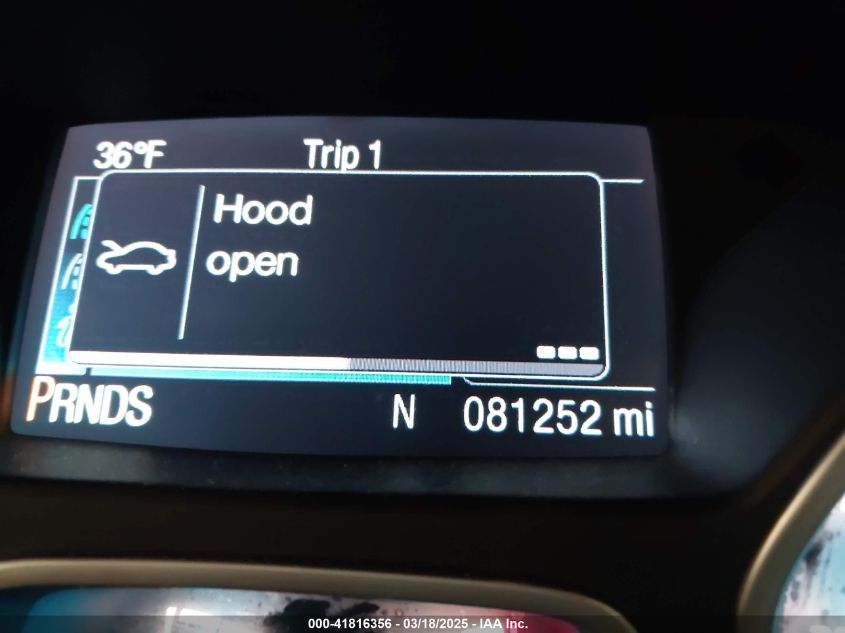 36°F Trip 1
Hood
open
PRNDS N 081252 mi
000-41816356 - 03/18/2025 - IAA Inc.